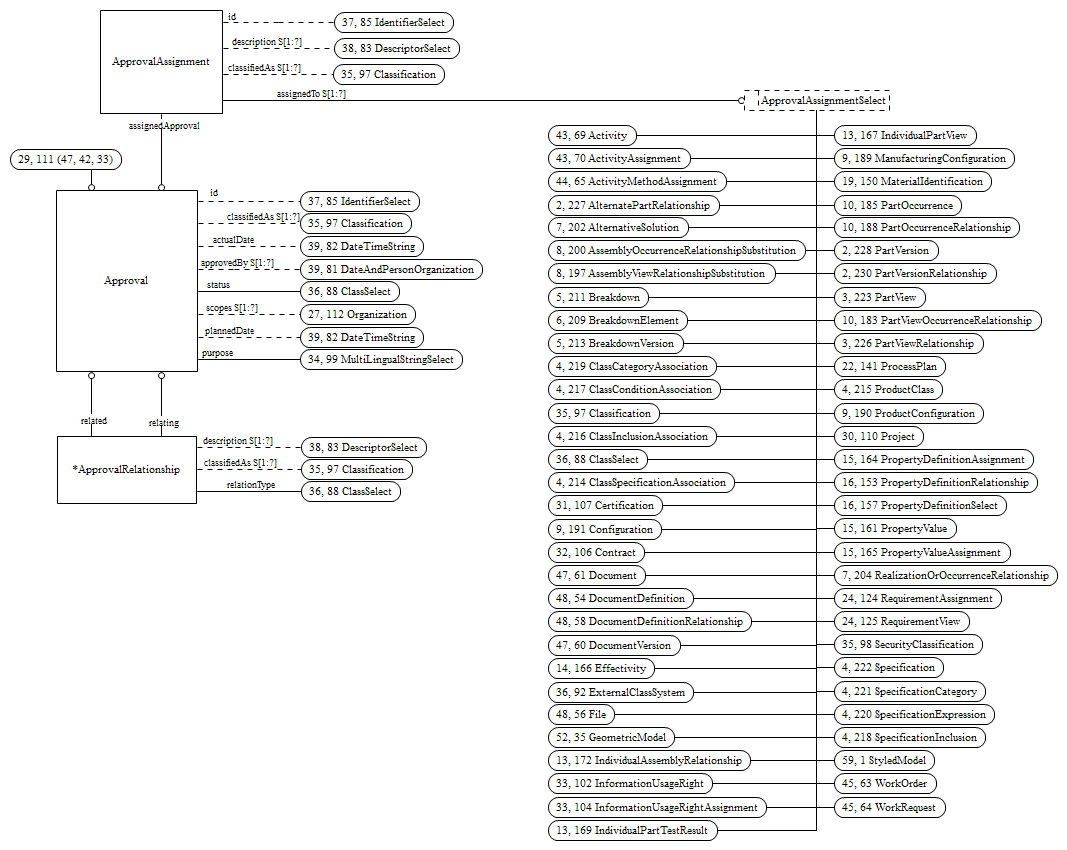 id
37, 85 IdentifierSelect
description S[1:?]
38, 83 DescriptorSelect
ApprovalAssignment
classifiedAs S[1:?]
35, 97 Classification
assignedTo S[1:?]
ApprovalAssignmentSelect
assignedApproval
29, 111 (47, 42, 33)
id
37, 85 IdentifierSelect
classifiedAs S[1:?]
35, 97 Classification
actualDate
39, 82 DateTimeString
approvedBy S[1:?]
39, 81 DateAndPersonOrganization
Approval
status
36, 88 ClassSelect
scopes S[1:?]
27, 112 Organization
plannedDate
39, 82 DateTimeString
purpose
34, 99 MultiLingualStringSelect
related
relating
description S[1:?]
38, 83 DescriptorSelect
*ApprovalRelationship
classifiedAs S[1:?]
35, 97 Classification
relationType
36, 88 ClassSelect
43, 69 Activity
43, 70 ActivityAssignment
44, 65 ActivityMethodAssignment
2, 227 AlternatePartRelationship
7, 202 AlternativeSolution
8, 200 AssemblyOccurrenceRelationshipSubstitution
8, 197 AssemblyViewRelationshipSubstitution
5, 211 Breakdown
6, 209 BreakdownElement
5, 213 BreakdownVersion
4, 219 ClassCategoryAssociation
4, 217 ClassConditionAssociation
35, 97 Classification
4, 216 ClassInclusionAssociation
36, 88 ClassSelect
4, 214 ClassSpecificationAssociation
31, 107 Certification
9, 191 Configuration
32, 106 Contract
47, 61 Document
48, 54 DocumentDefinition
48, 58 DocumentDefinitionRelationship
47, 60 DocumentVersion
14, 166 Effectivity
36, 92 ExternalClassSystem
48, 56 File
52, 35 GeometricModel
13, 172 IndividualAssemblyRelationship
33, 102 InformationUsageRight
33, 104 InformationUsageRightAssignment
13, 169 IndividualPartTestResult
13, 167 IndividualPartView
9, 189 ManufacturingConfiguration
19, 150 MaterialIdentification
10, 185 PartOccurrence
10, 188 PartOccurrenceRelationship
2, 228 PartVersion
2, 230 PartVersionRelationship
3, 223 PartView
10, 183 PartViewOccurrenceRelationship
3, 226 PartViewRelationship
22, 141 ProcessPlan
4, 215 ProductClass
9, 190 ProductConfiguration
30, 110 Project
15, 164 PropertyDefinitionAssignment
16, 153 PropertyDefinitionRelationship
16, 157 PropertyDefinitionSelect
15, 161 PropertyValue
15, 165 PropertyValueAssignment
7, 204 RealizationOrOccurrenceRelationship
24, 124 RequirementAssignment
24, 125 RequirementView
35, 98 SecurityClassification
4, 222 Specification
4, 221 SpecificationCategory
4, 220 SpecificationExpression
4, 218 SpecificationInclusion
59, 1 StyledModel
45, 63 WorkOrder
45, 64 WorkRequest